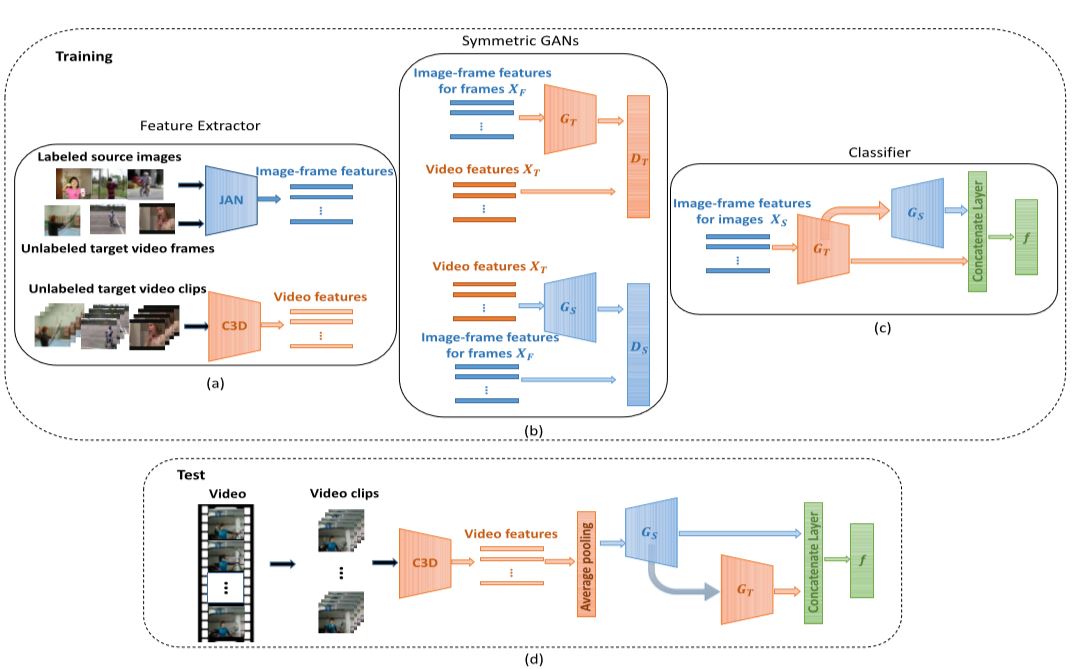 Training
Feature Extractor
Labeled source images
JAN
Image-frame features
⋮
Unlabeled target video frames
Unlabeled target video clips
C3D
Video features
⋮
(a)
Symmetric GANs
Image-frame features
for frames X_F
⋮
G_T
D_T
Video features X_T
⋮
Video features X_T
⋮
G_S
D_S
Image-frame features
for frames X_F
⋮
(b)
Classifier
Image-frame features
for images X_S
⋮
G_T
G_S
Concatenate Layer
f
(c)
Test
Video
⋮
Video clips
⋮
C3D
Video features
⋮
Average pooling
G_S
G_T
Concatenate Layer
f
(d)